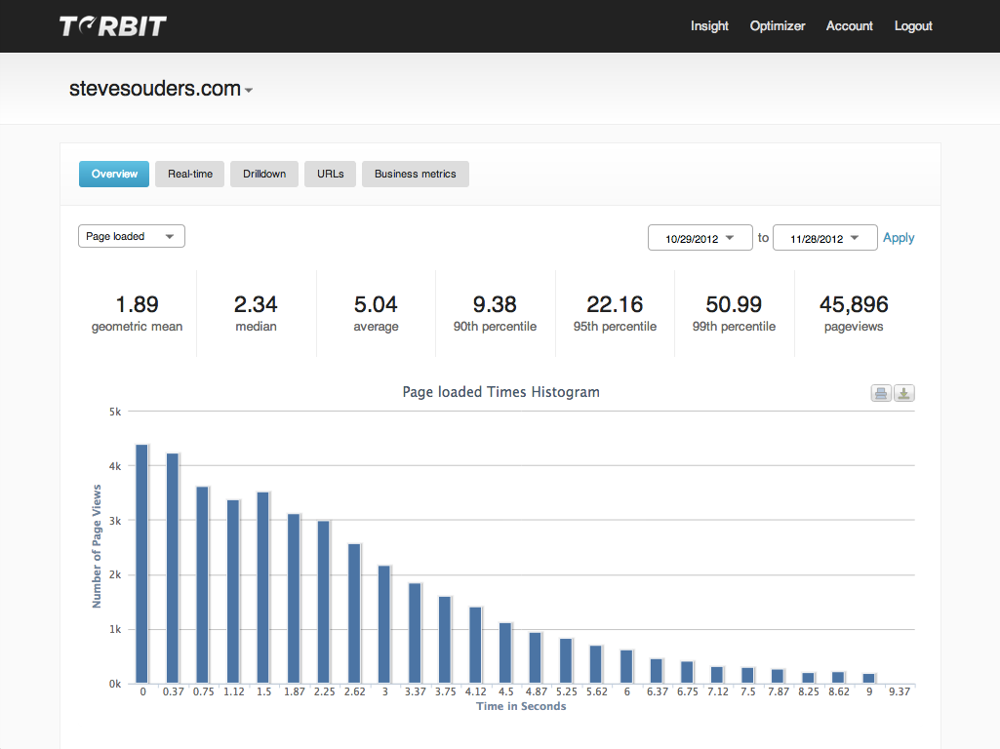 TORBIT
Insight Optimizer Account Logout
stevesouders.com
Overview Real-time Drilldown URLs Business metrics
Page loaded 10/29/2012 to 11/28/2012 Apply
1.89 2.34 5.04 9.38 22.16 50.99 45,896
geometric mean median average 90th percentile 95th percentile 99th percentile pageviews
Page loaded Times Histogram
5k
4k
3k
2k
1k
0k
Number of Page Views
0 0.37 0.75 1.12 1.5 1.87 2.25 2.62 3 3.37 3.75 4.12 4.5 4.87 5.25 5.62 6 6.37 6.75 7.12 7.5 7.87 8.25 8.62 9 9.37
Time in Seconds